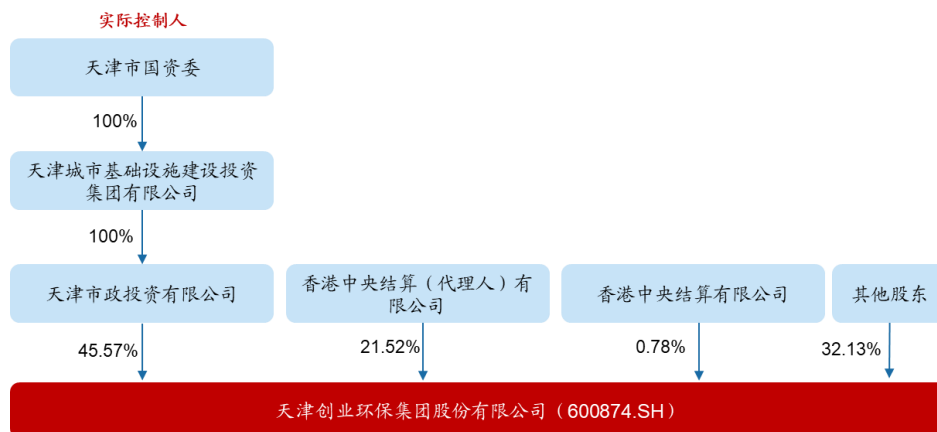 实际控制人
天津市国资委
100%
天津城市基础设施建设投资
集团有限公司
100%
天津市政投资有限公司
香港中央结算（代理人）有
限公司
香港中央结算有限公司
其他股东
45.57%
21.52%
0.78%
32.13%
天津创业环保集团股份有限公司（600874.SH）